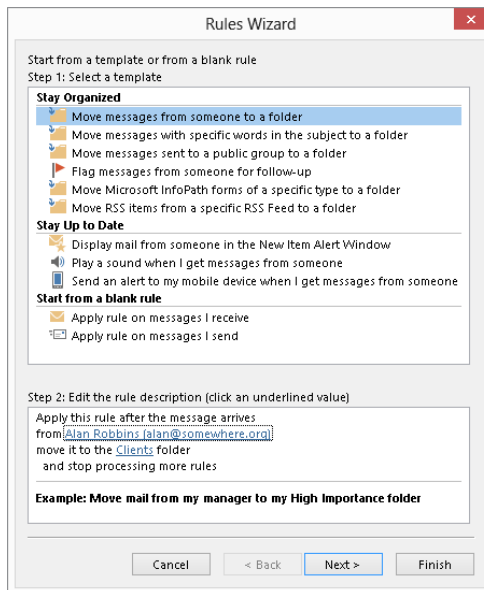 Rules Wizard
Start from a template or from a blank rule
Step 1: Select a template
Stay Organized
Move messages from someone to a folder
Move messages with specific words in the subject to a folder
Move messages sent to a public group to a folder
Flag messages from someone for follow-up
Move Microsoft InfoPath forms of a specific type to a folder
Move RSS items from a specific RSS Feed to a folder
Stay Up to Date
Display mail from someone in the New Item Alert Window
Play a sound when I get messages from someone
Send an alert to my mobile device when I get messages from someone
Start from a blank rule
Apply rule on messages I receive
Apply rule on messages I send
Step 2: Edit the rule description (click an underlined value)
Apply this rule after the message arrives
from Alan Robbins (alan@somewhere.org)
move it to the Clients folder
and stop processing more rules
Example: Move mail from my manager to my High Importance folder
Cancel < Back Next > Finish